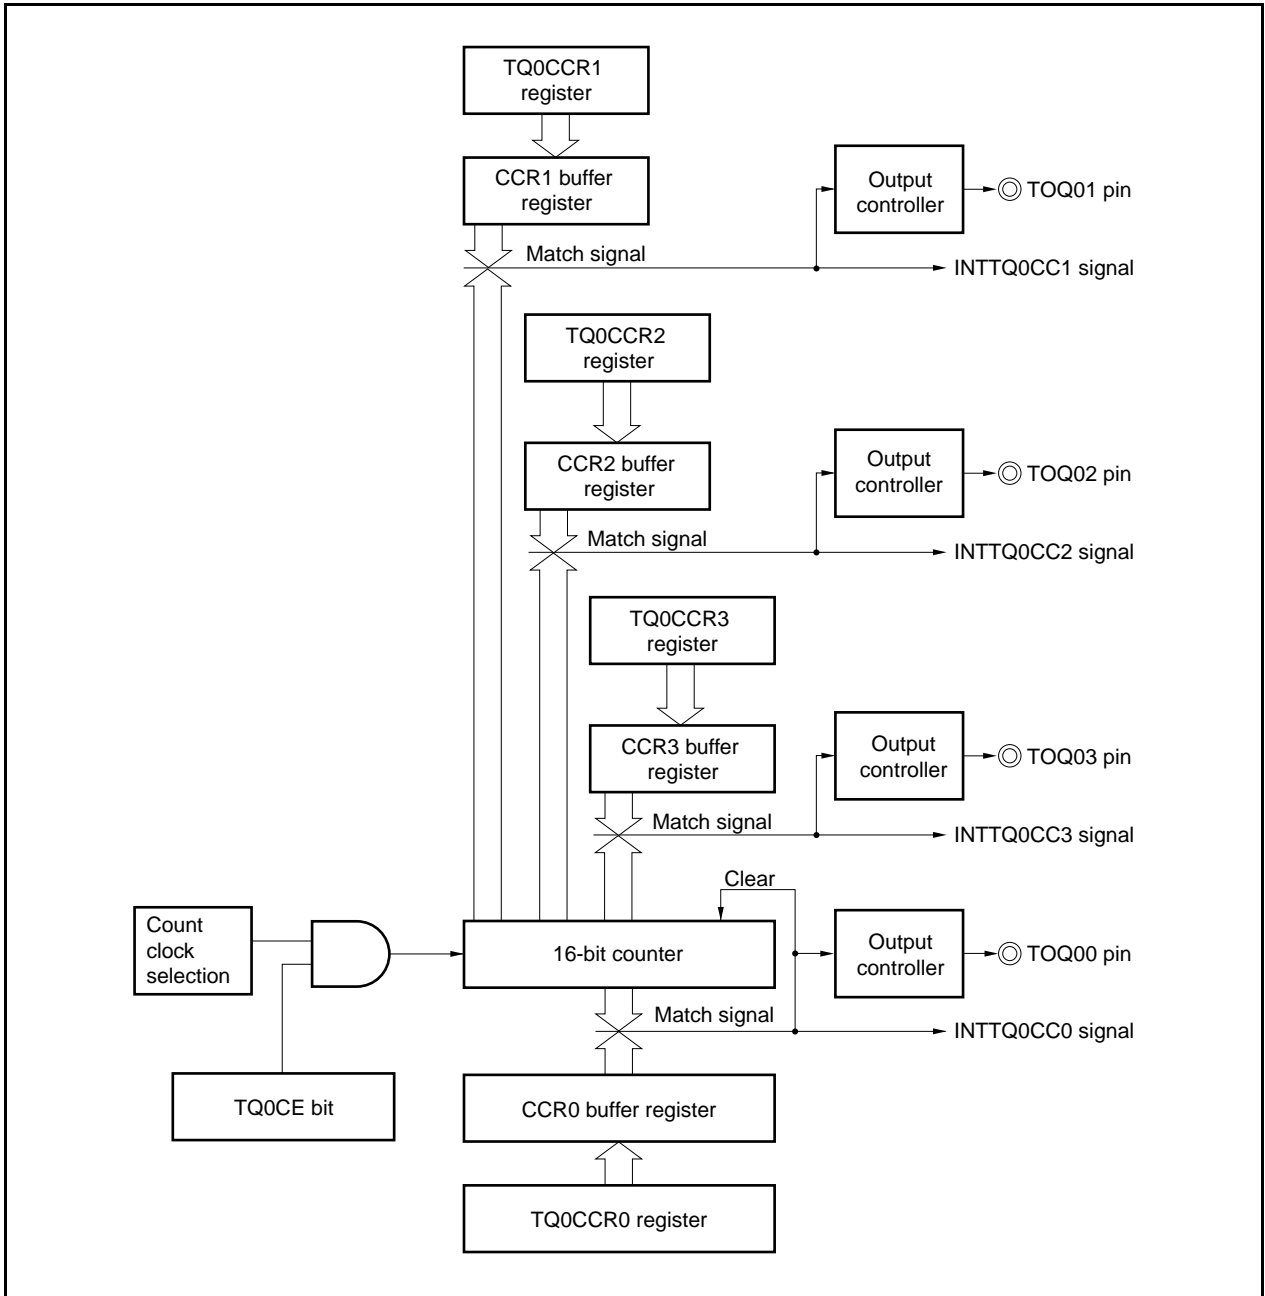 TQ0CCR1
register
CCR1 buffer
register
Output
controller
TOQ01 pin
Match signal
INTTQ0CC1 signal
TQ0CCR2
register
CCR2 buffer
register
Output
controller
TOQ02 pin
Match signal
INTTQ0CC2 signal
TQ0CCR3
register
CCR3 buffer
register
Output
controller
TOQ03 pin
Match signal
INTTQ0CC3 signal
Clear
Count
clock
selection
16-bit counter
Output
controller
TOQ00 pin
Match signal
INTTQ0CC0 signal
TQ0CE bit
CCR0 buffer register
TQ0CCR0 register